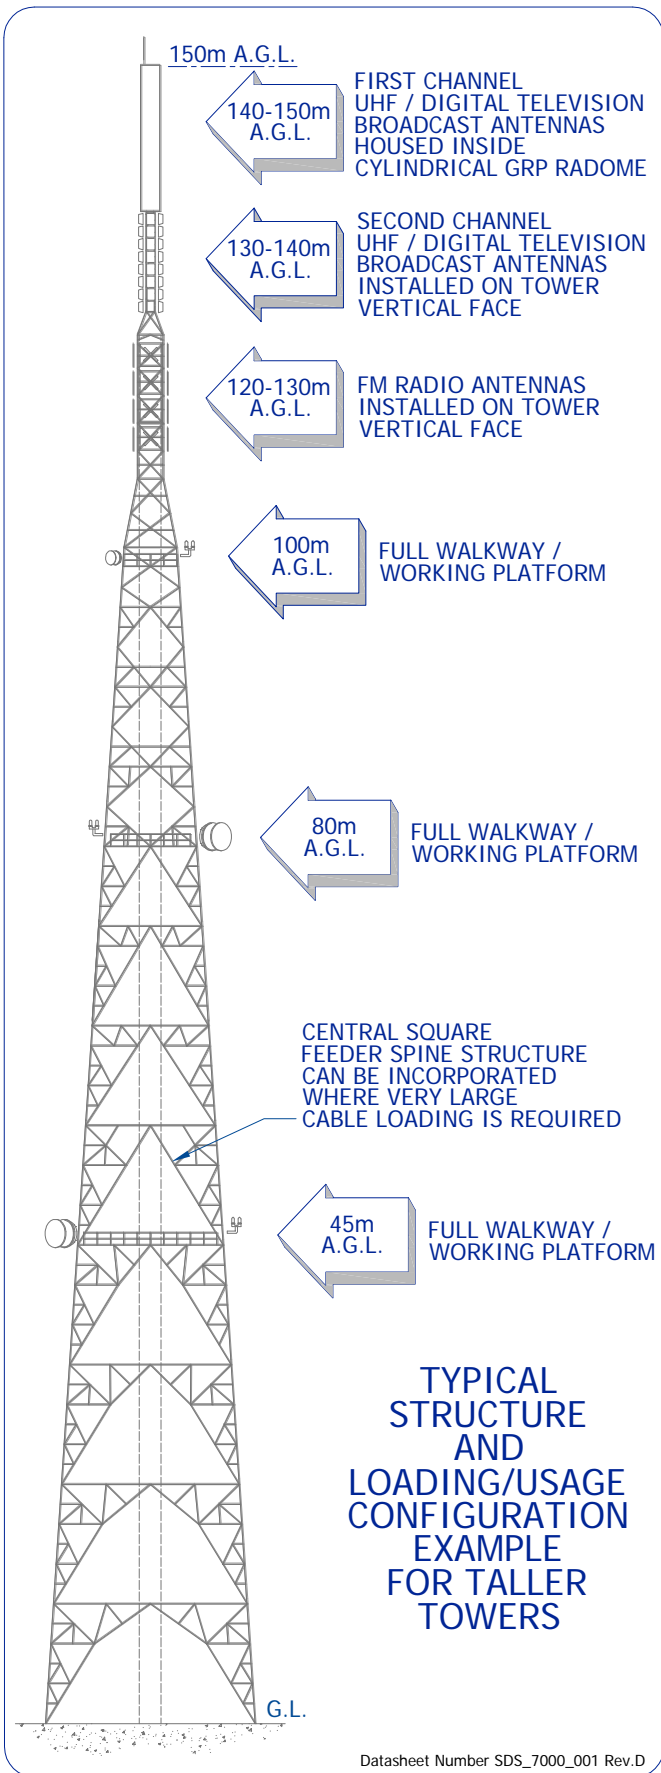 150m A.G.L.
140-150m
A.G.L.
FIRST CHANNEL
UHF / DIGITAL TELEVISION
BROADCAST ANTENNAS
HOUSED INSIDE
CYLINDRICAL GRP RADOME
130-140m
A.G.L.
SECOND CHANNEL
UHF / DIGITAL TELEVISION
BROADCAST ANTENNAS
INSTALLED ON TOWER
VERTICAL FACE
120-130m
A.G.L.
FM RADIO ANTENNAS
INSTALLED ON TOWER
VERTICAL FACE
100m
A.G.L.
FULL WALKWAY /
WORKING PLATFORM
80m
A.G.L.
FULL WALKWAY /
WORKING PLATFORM
CENTRAL SQUARE
FEEDER SPINE STRUCTURE
CAN BE INCORPORATED
WHERE VERY LARGE
CABLE LOADING IS REQUIRED
45m
A.G.L.
FULL WALKWAY /
WORKING PLATFORM
TYPICAL
STRUCTURE
AND
LOADING/USAGE
CONFIGURATION
EXAMPLE
FOR TALLER
TOWERS
G.L.
Datasheet Number SDS_7000_001 Rev.D